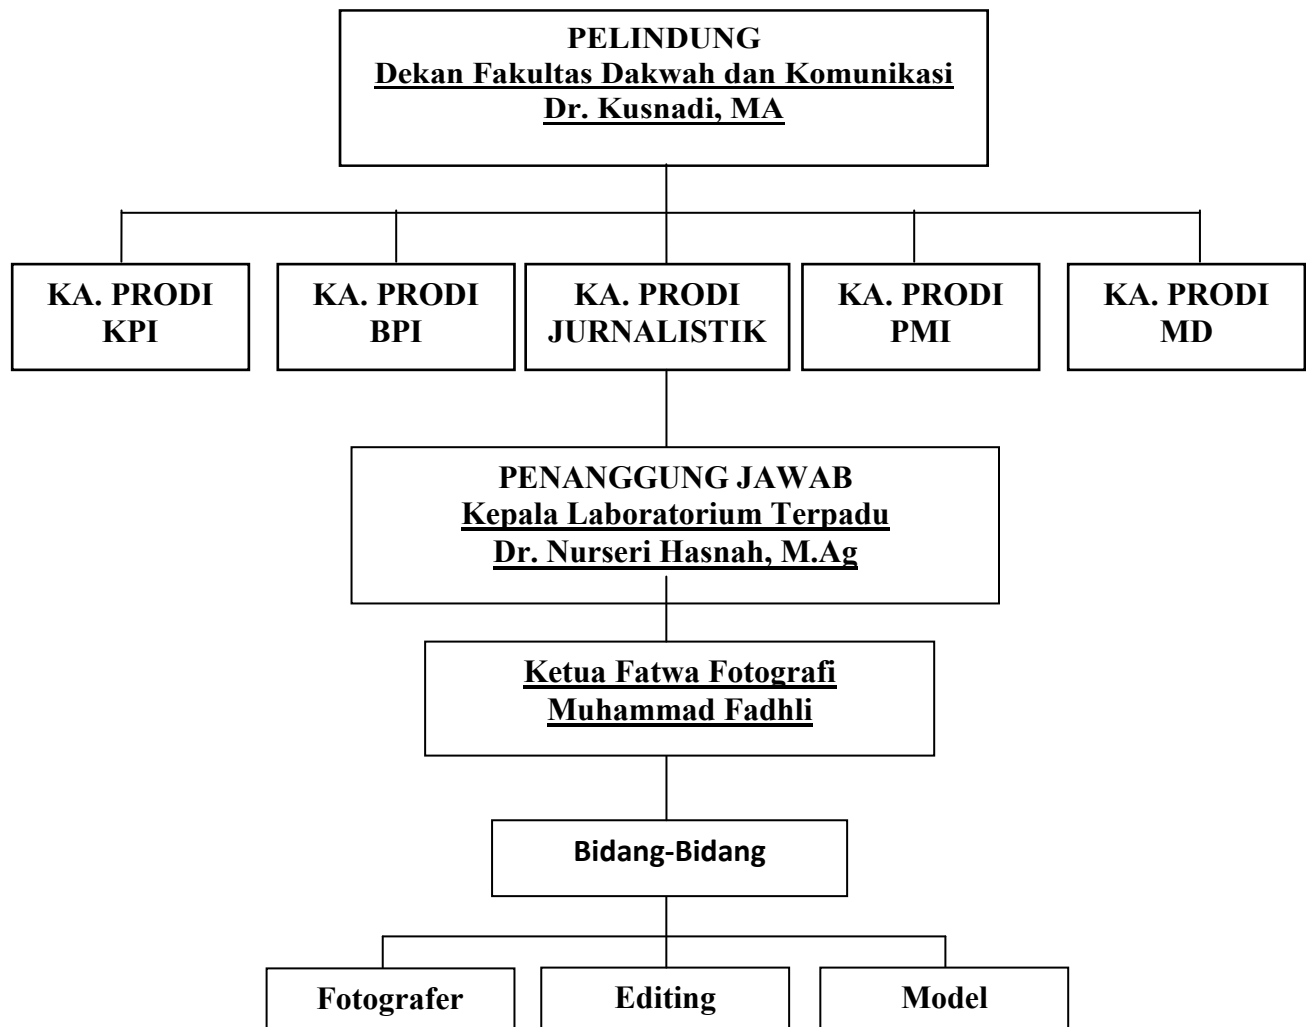 PELINDUNG
Dekan Fakultas Dakwah dan Komunikasi
Dr. Kusnadi, MA
KA. PRODI
KPI
KA. PRODI
BPI
KA. PRODI
JURNALISTIK
KA. PRODI
PMI
KA. PRODI
MD
PENANGGUNG JAWAB
Kepala Laboratorium Terpadu
Dr. Nurseri Hasnah, M.Ag
Ketua Fatwa Fotografi
Muhammad Fadhli
Bidang-Bidang
Fotografer
Editing
Model